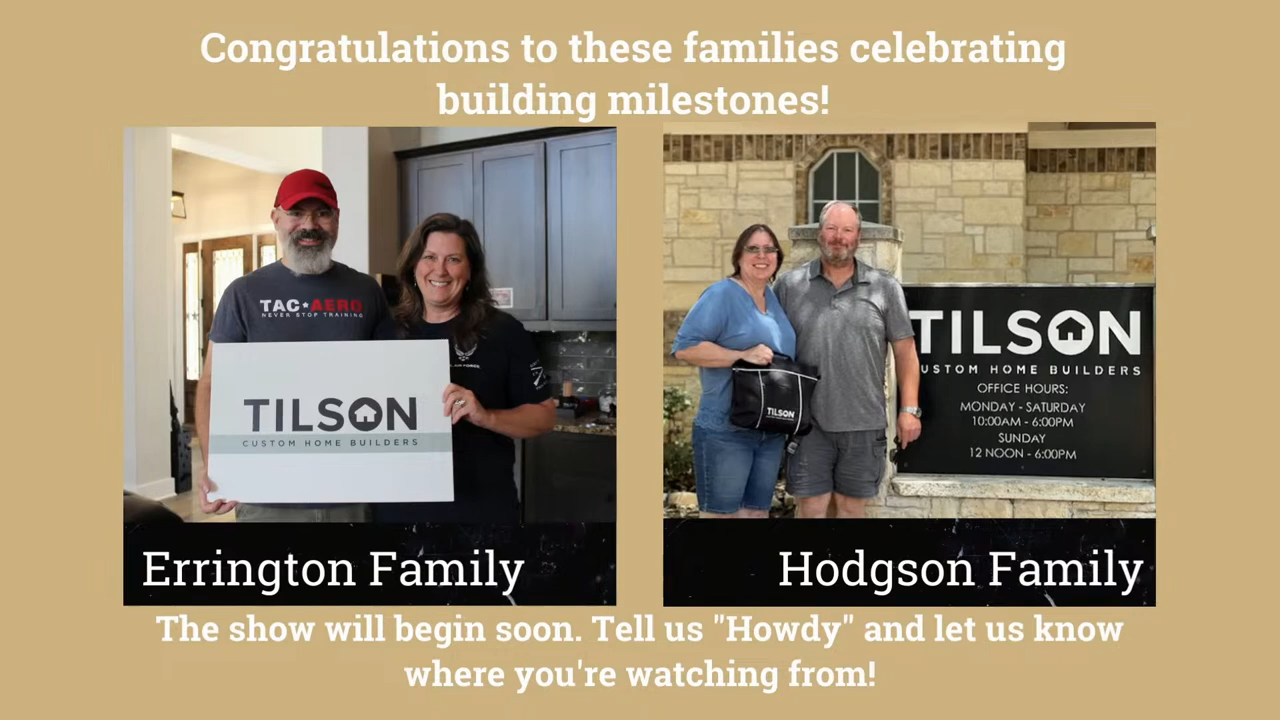 Congratulations to these families celebrating
building milestones!
TAC★AERO
NEVER STOP TRAINING
AIR FORCE
TILSON
CUSTOM HOME BUILDERS
Errington Family
TILSON
TILSON
CUSTOM HOME BUILDERS
OFFICE HOURS:
MONDAY - SATURDAY
10:00AM - 6:00PM
SUNDAY
12 NOON - 6:00PM
Hodgson Family
The show will begin soon. Tell us "Howdy" and let us know
where you're watching from!